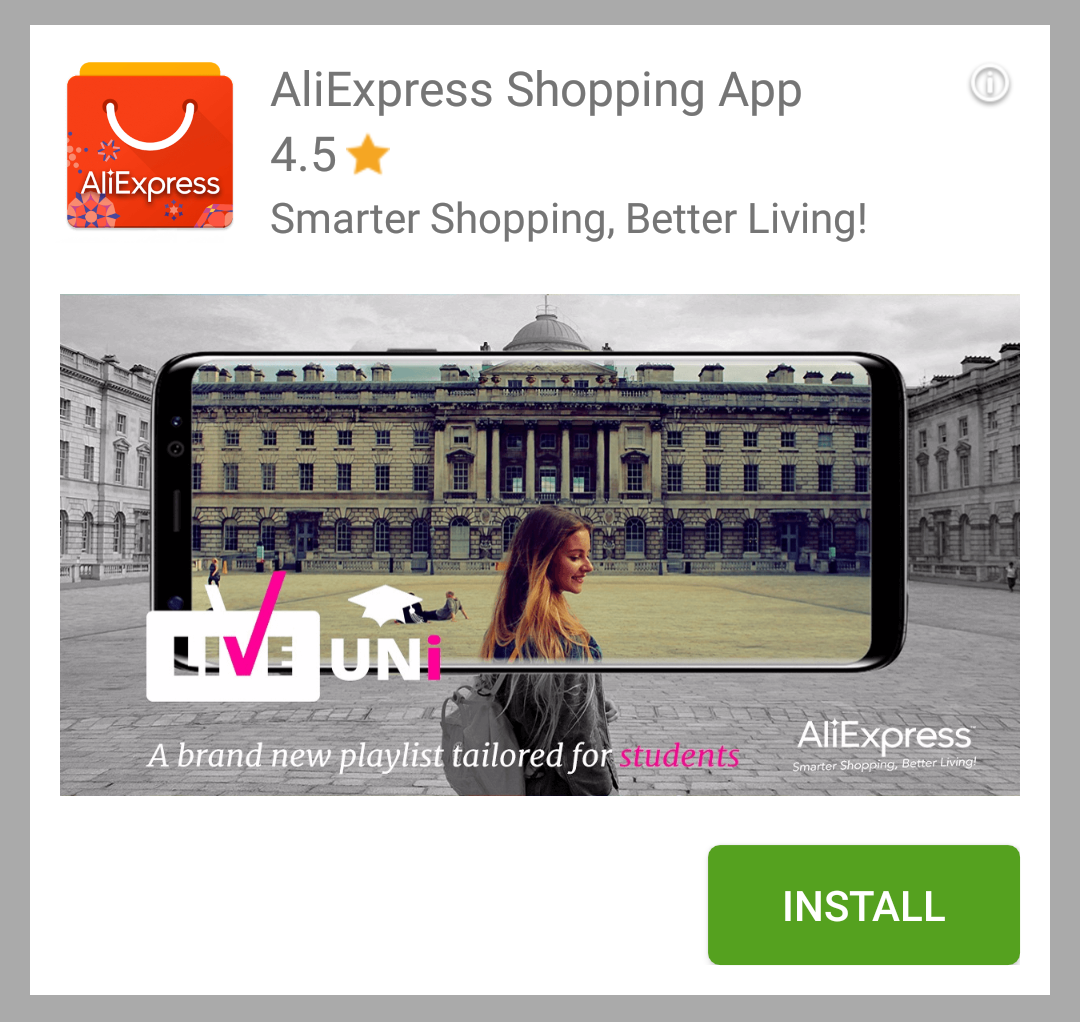 AliExpress Shopping App
4.5
AliExpress
Smarter Shopping, Better Living!
LIVE UNi
A brand new playlist tailored for students
AliExpress™
Smarter Shopping, Better Living!
INSTALL